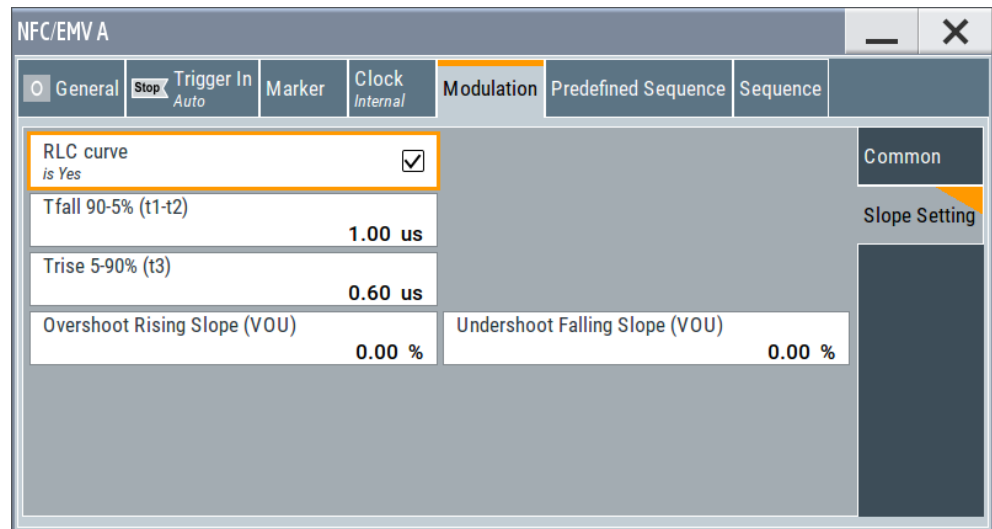 NFC/EMV A
O General Stop Trigger In Auto Marker Clock Internal Modulation Predefined Sequence Sequence
RLC curve
is Yes
Common
Tfall 90-5% (t1-t2)
1.00 us
Slope Setting
Trise 5-90% (t3)
0.60 us
Overshoot Rising Slope (VOU)
0.00 %
Undershoot Falling Slope (VOU)
0.00 %